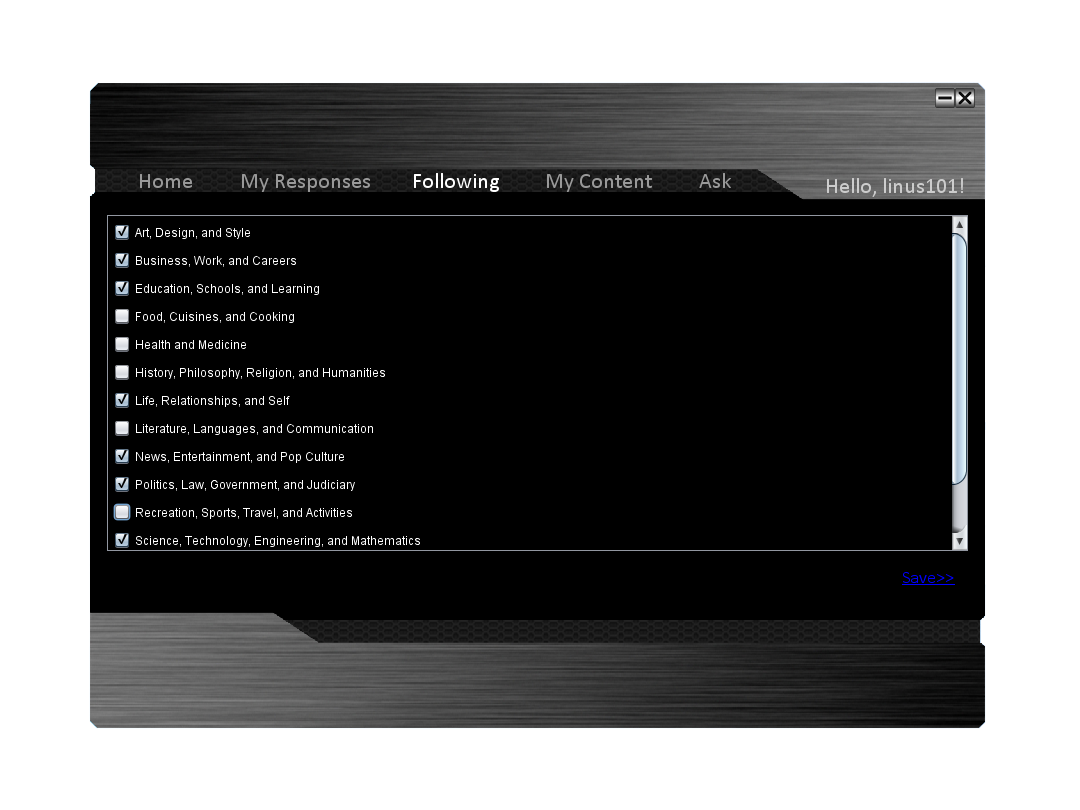 Home My Responses Following My Content Ask Hello, linus101!
Art, Design, and Style
Business, Work, and Careers
Education, Schools, and Learning
Food, Cuisines, and Cooking
Health and Medicine
History, Philosophy, Religion, and Humanities
Life, Relationships, and Self
Literature, Languages, and Communication
News, Entertainment, and Pop Culture
Politics, Law, Government, and Judiciary
Recreation, Sports, Travel, and Activities
Science, Technology, Engineering, and Mathematics
Save>>